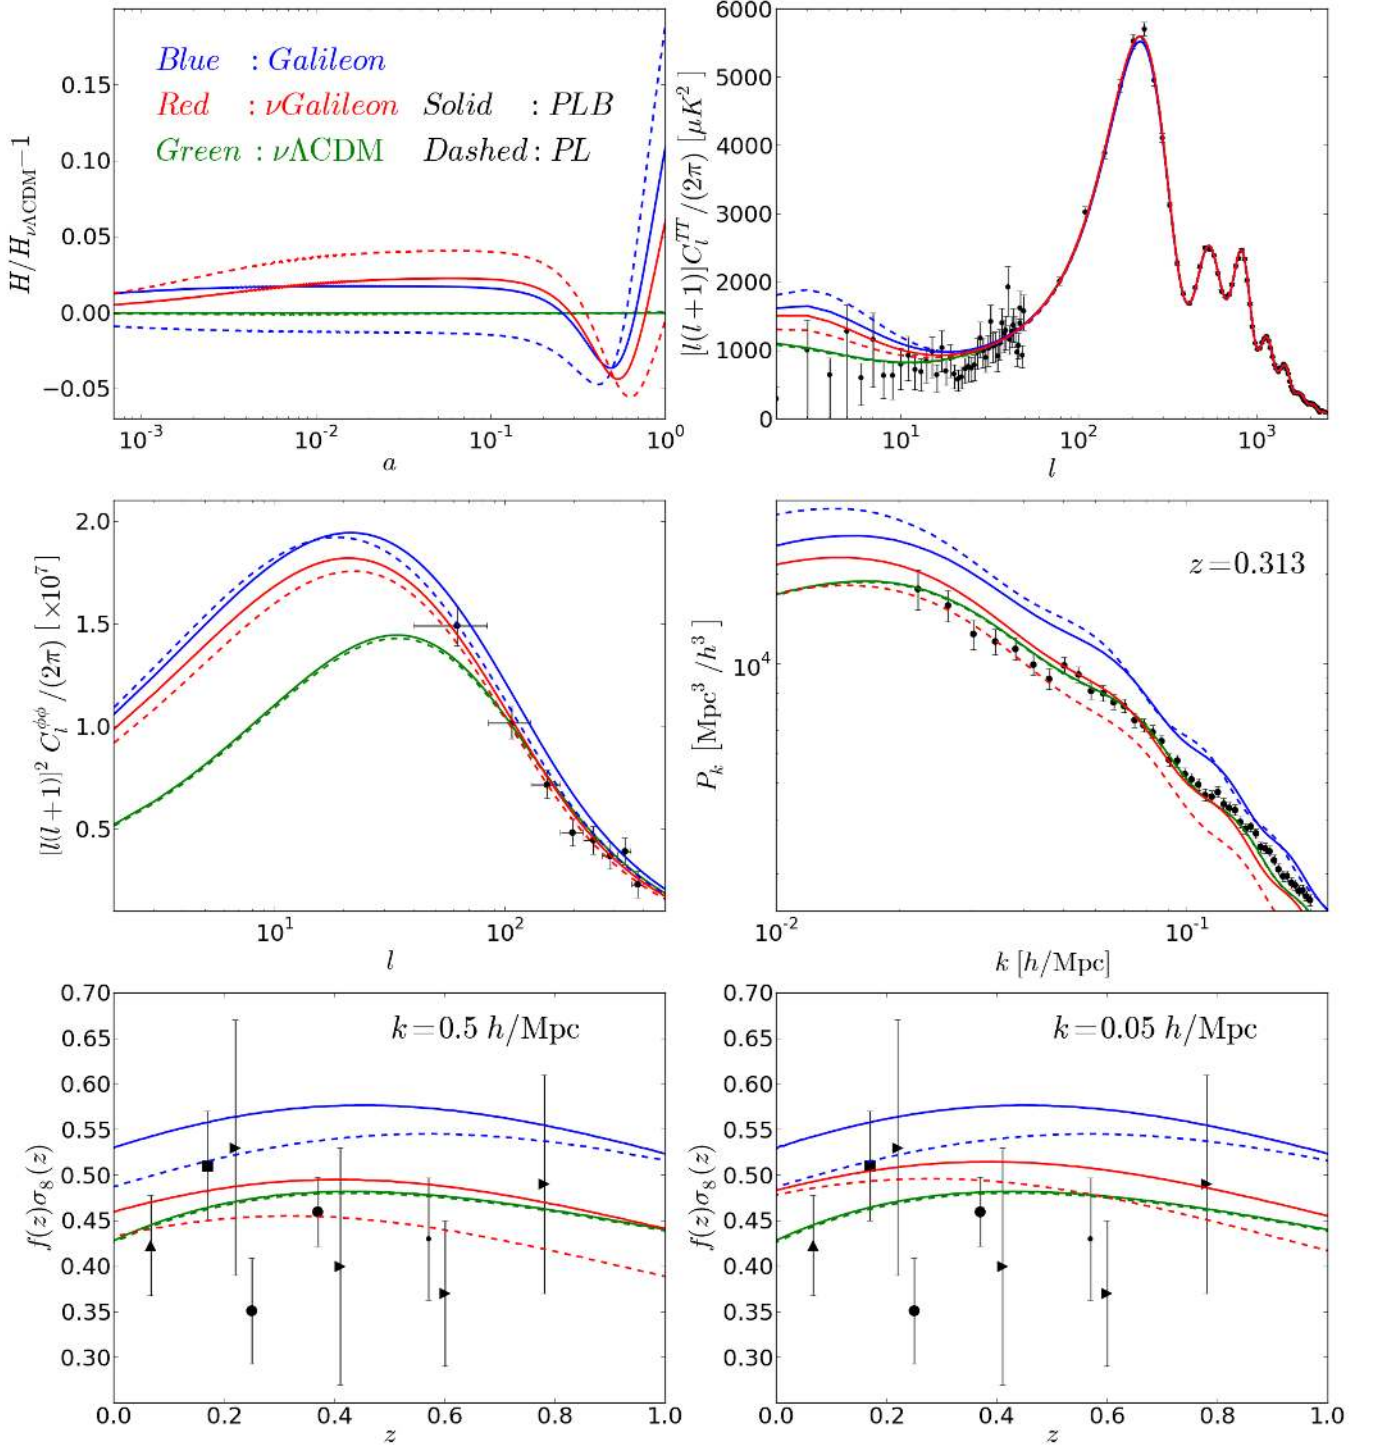 Blue : Galileon
Red : νGalileon Solid : PLB
Green : νΛCDM Dashed : PL
H/H_νΛCDM−1
0.15
0.10
0.05
0.00
−0.05
10^-3 10^-2 10^-1 10^0
a
[l(l+1)]C_l^TT/(2π) [μK^2]
6000
5000
4000
3000
2000
1000
0
10^1 10^2 10^3
l
[l(l+1)]^2 C_l^ϕϕ/(2π) [×10^7]
2.0
1.5
1.0
0.5
10^1 10^2
l
z=0.313
P_k [Mpc^3/h^3]
10^4
10^-2 10^-1
k [h/Mpc]
k=0.5 h/Mpc
f(z)σ_8(z)
0.70
0.65
0.60
0.55
0.50
0.45
0.40
0.35
0.30
0.0 0.2 0.4 0.6 0.8 1.0
z
k=0.05 h/Mpc
f(z)σ_8(z)
0.70
0.65
0.60
0.55
0.50
0.45
0.40
0.35
0.30
0.0 0.2 0.4 0.6 0.8 1.0
z